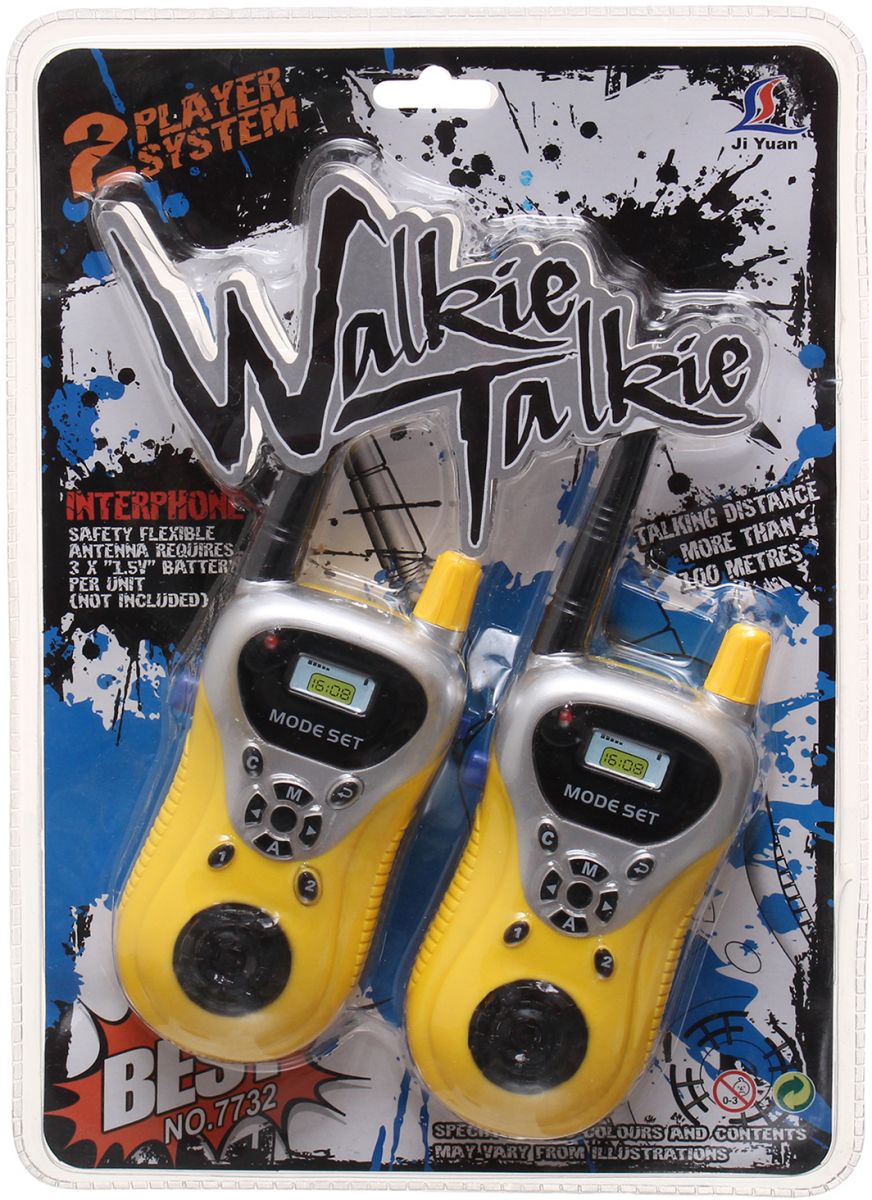 2 PLAYER
SYSTEM
Ji Yuan
Walkie
Talkie
INTERPHONE
SAFETY FLEXIBLE
ANTENNA REQUIRES
3 X "1.5V" BATTERY
PER UNIT
(NOT INCLUDED)
TALKING DISTANCE
MORE THAN
100 METRES
16:08
MODE SET
C
M
A
1
2
16:08
MODE SET
C
M
A
1
2
BEST
NO.7732
0-3
COLOURS AND CONTENTS
MAY VARY FROM ILLUSTRATIONS